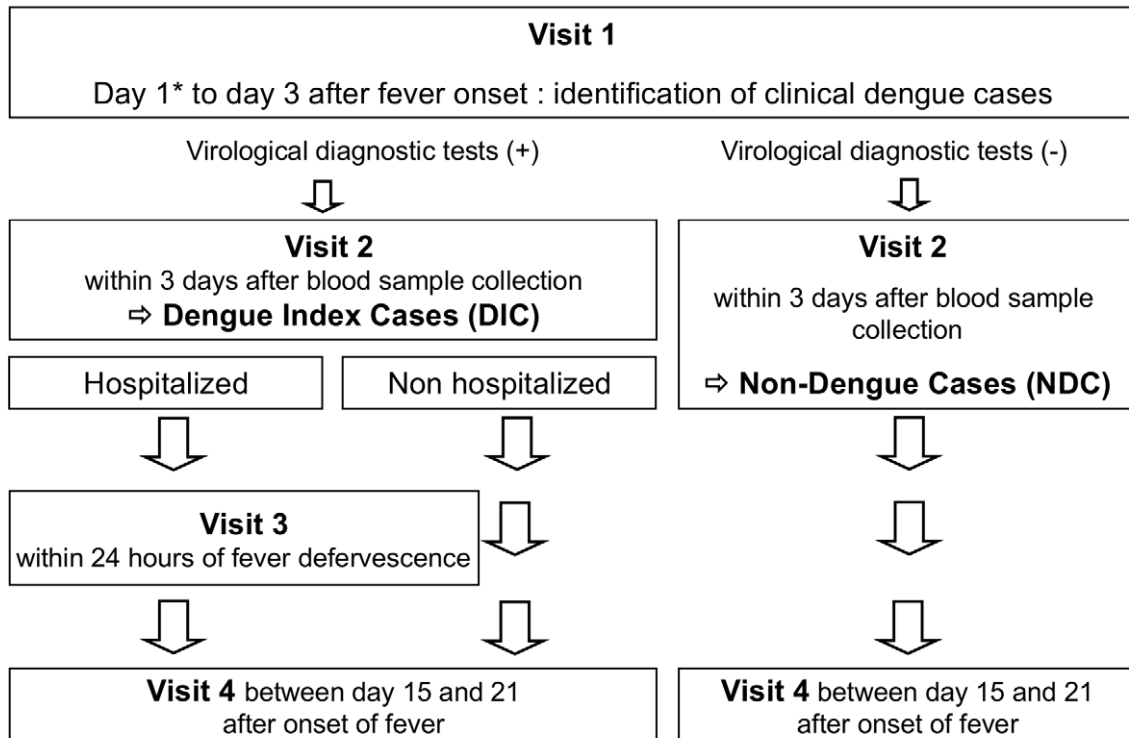 Visit 1
Day 1* to day 3 after fever onset : identification of clinical dengue cases
Virological diagnostic tests (+)
Virological diagnostic tests (-)
Visit 2
within 3 days after blood sample collection
⇨ Dengue Index Cases (DIC)
Visit 2
within 3 days after blood sample
collection
⇨ Non-Dengue Cases (NDC)
Hospitalized
Non hospitalized
Visit 3
within 24 hours of fever defervescence
Visit 4 between day 15 and 21
after onset of fever
Visit 4 between day 15 and 21
after onset of fever